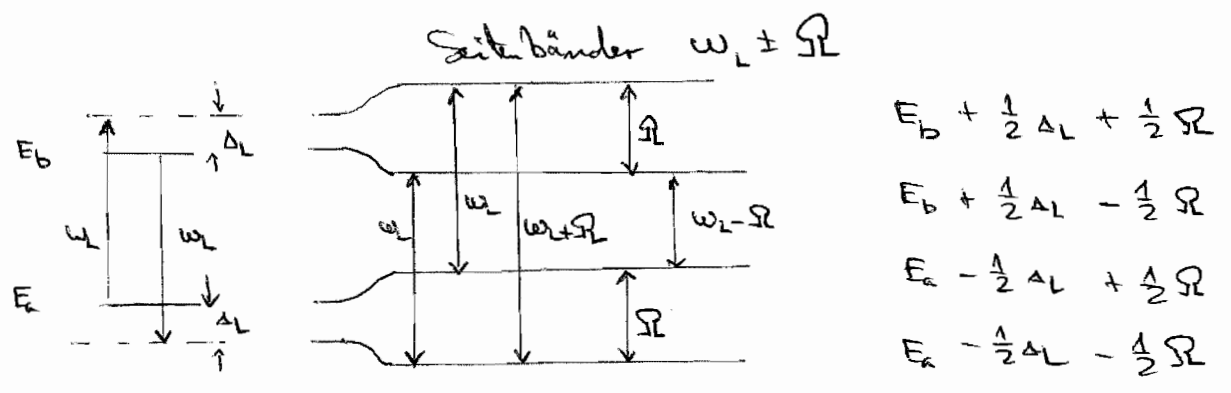 Seitenbänder ω_L ± Ω
E_b
Δ_L
ω_L
ω_L
E_a
Δ_L
ω_L
ω_L
ω_L+Ω
Ω
ω_L-Ω
Ω
E_b + 1/2 Δ_L + 1/2 Ω
E_b + 1/2 Δ_L - 1/2 Ω
E_a - 1/2 Δ_L + 1/2 Ω
E_a - 1/2 Δ_L - 1/2 Ω